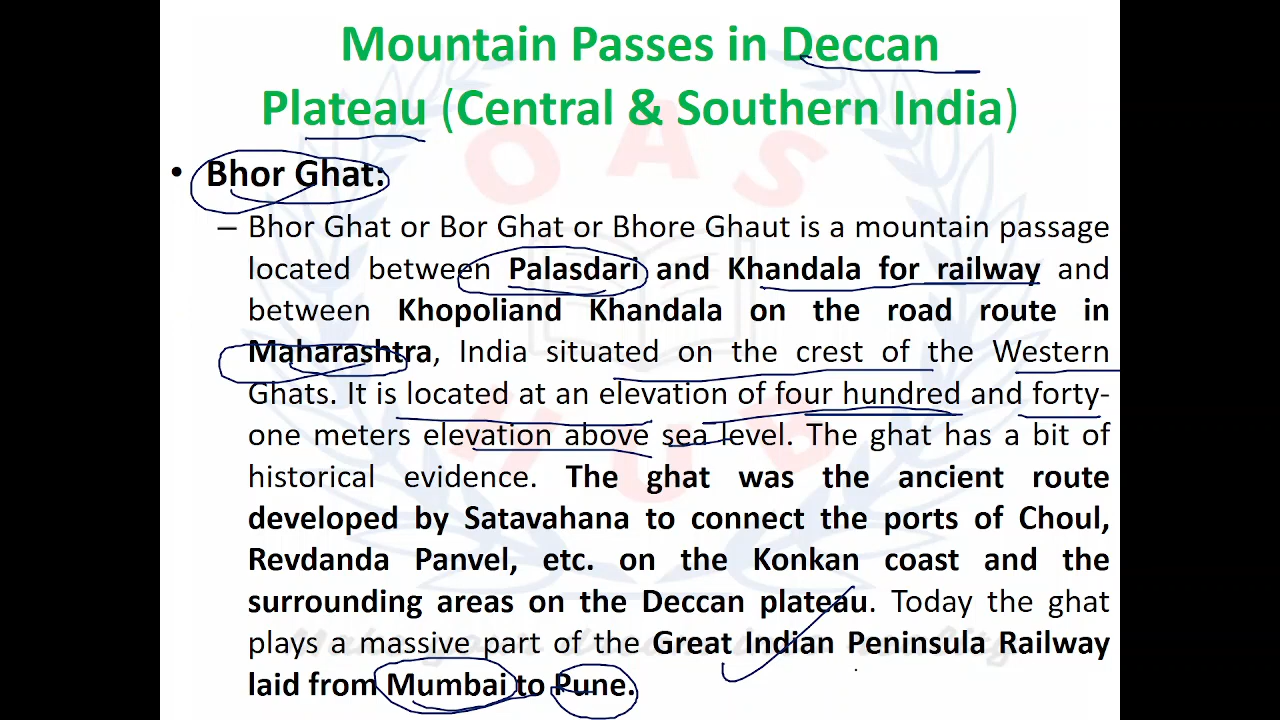 Mountain Passes in Deccan
Plateau (Central & Southern India)
• Bhor Ghat:
– Bhor Ghat or Bor Ghat or Bhore Ghaut is a mountain passage
located between Palasdari and Khandala for railway and
between Khopoliand Khandala on the road route in
Maharashtra, India situated on the crest of the Western
Ghats. It is located at an elevation of four hundred and forty-
one meters elevation above sea level. The ghat has a bit of
historical evidence. The ghat was the ancient route
developed by Satavahana to connect the ports of Choul,
Revdanda Panvel, etc. on the Konkan coast and the
surrounding areas on the Deccan plateau. Today the ghat
plays a massive part of the Great Indian Peninsula Railway
laid from Mumbai to Pune.
OAS
HUB